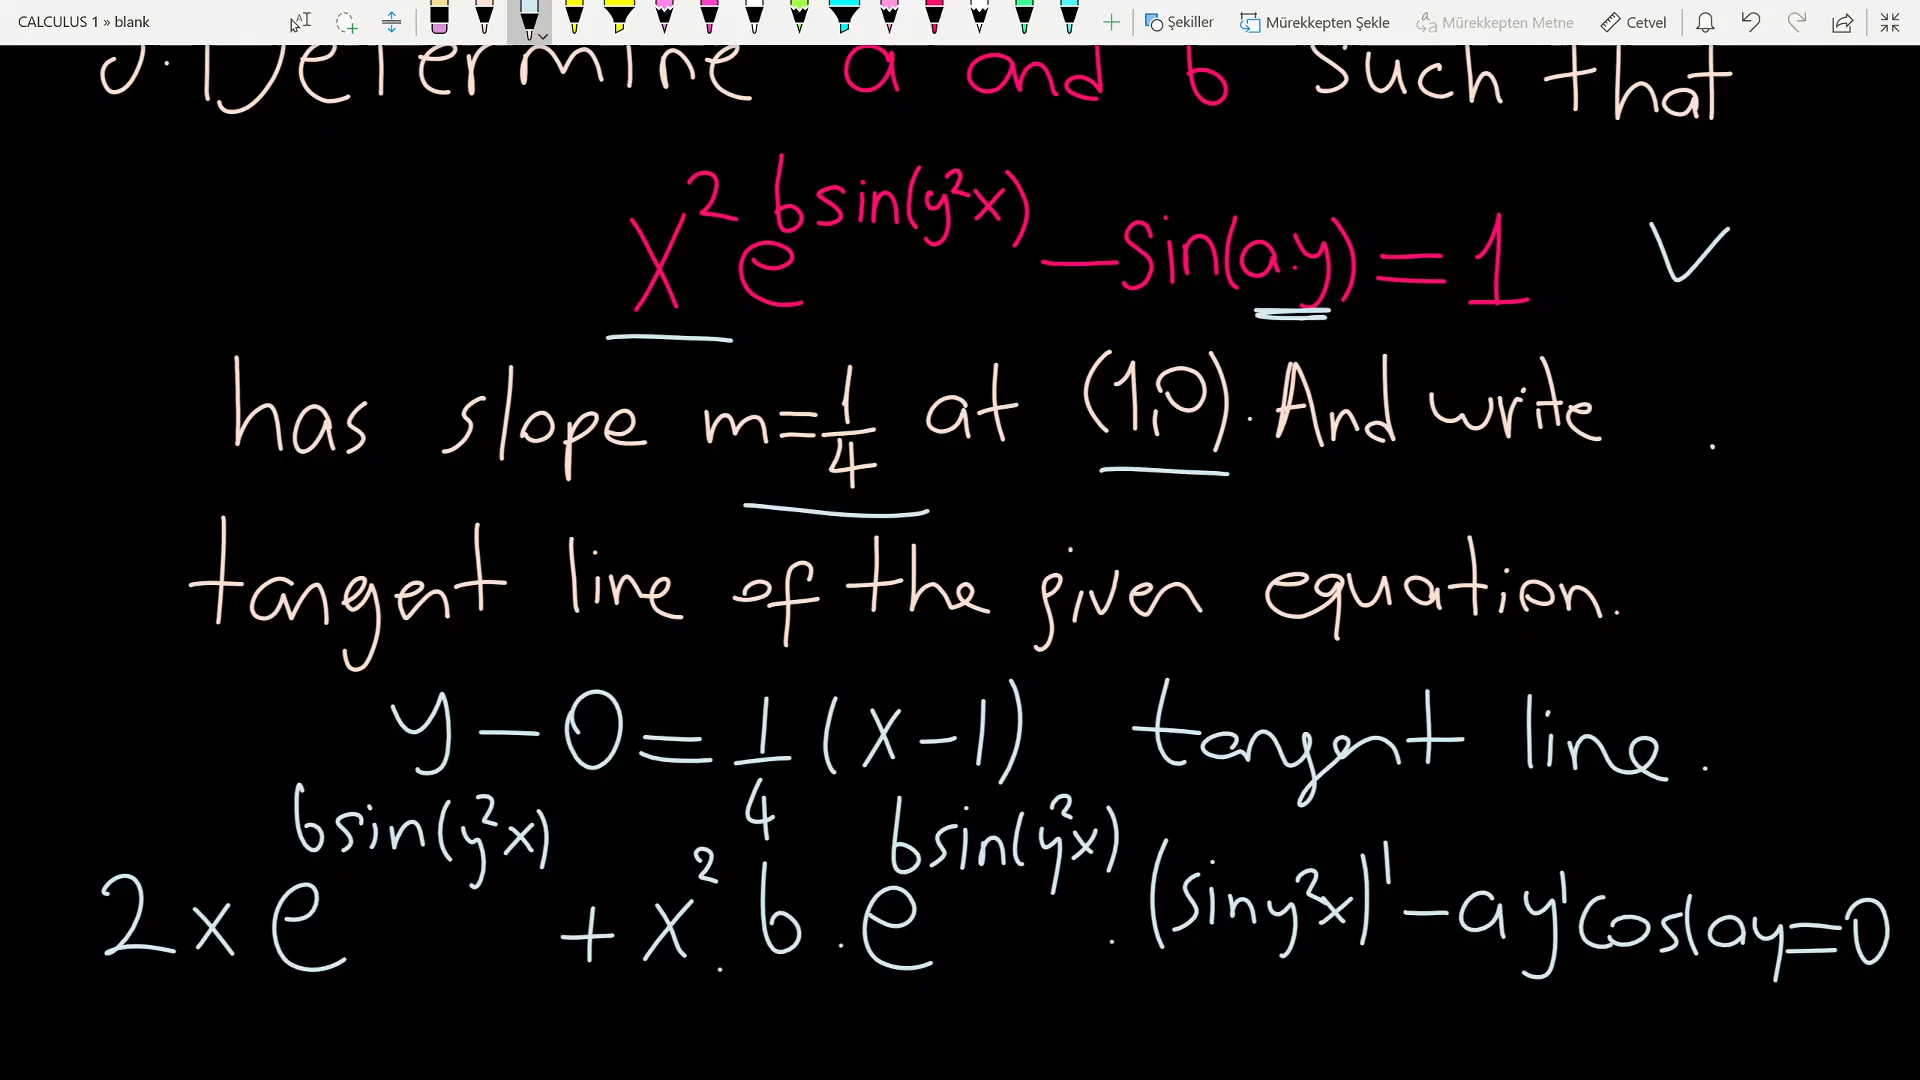 CALCULUS 1 » blank Şekiller Mürekkepten Şekle Mürekkepten Metne Cetvel
Determine a and b such that
x² e^(b sin(y²x)) − sin(a.y) = 1
has slope m = 1/4 at (1,0). And write
tangent line of the given equation.
y − 0 = 1/4 (x − 1) tangent line.
2x e^(b sin(y²x)) + x². b . e^(b sin(y²x)) . (sin y²x)' − ay' cos(ay = 0